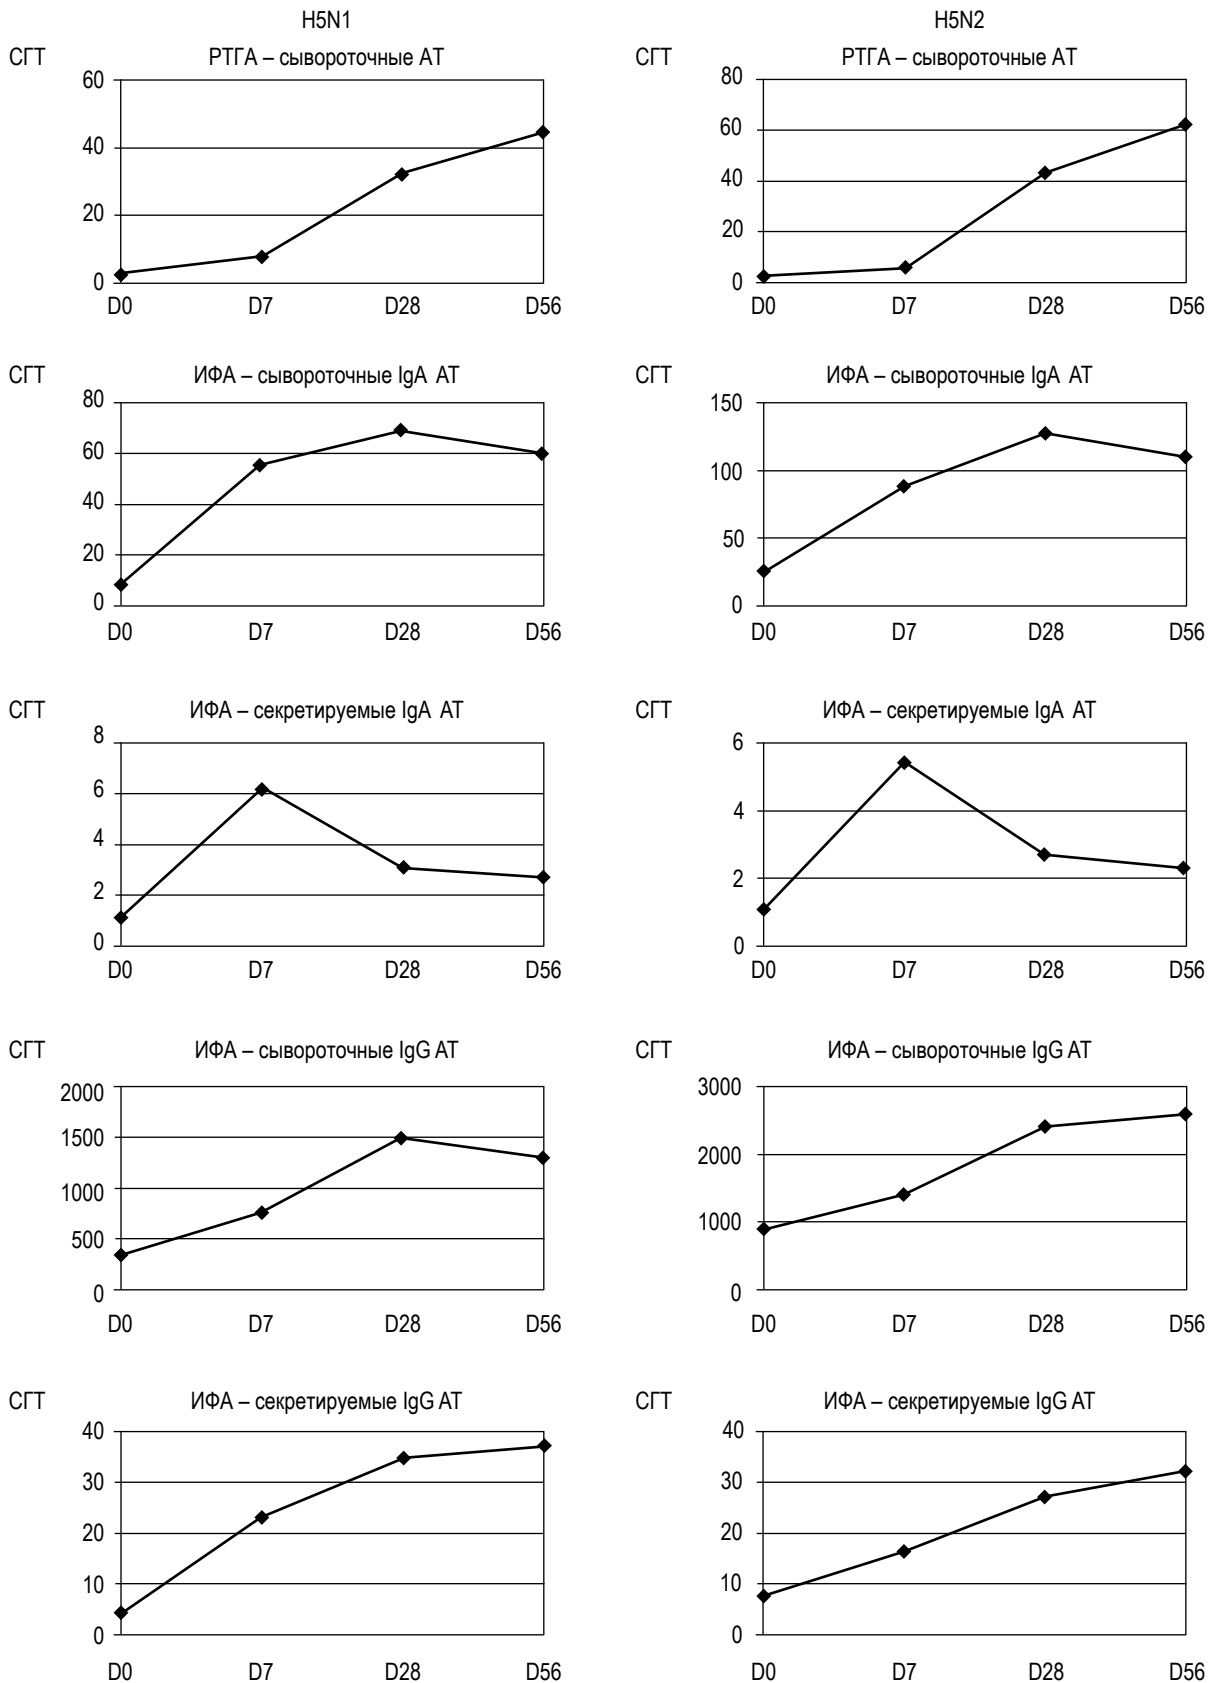 H5N1
H5N2
СГТ РТГА – сывороточные АТ
60
40
20
0
D0 D7 D28 D56
СГТ РТГА – сывороточные АТ
80
60
40
20
0
D0 D7 D28 D56
СГТ ИФА – сывороточные IgA АТ
80
60
40
20
0
D0 D7 D28 D56
СГТ ИФА – сывороточные IgA АТ
150
100
50
0
D0 D7 D28 D56
СГТ ИФА – секретируемые IgA АТ
8
6
4
2
0
D0 D7 D28 D56
СГТ ИФА – секретируемые IgA АТ
6
4
2
0
D0 D7 D28 D56
СГТ ИФА – сывороточные IgG АТ
2000
1500
1000
500
0
D0 D7 D28 D56
СГТ ИФА – сывороточные IgG АТ
3000
2000
1000
0
D0 D7 D28 D56
СГТ ИФА – секретируемые IgG АТ
40
30
20
10
0
D0 D7 D28 D56
СГТ ИФА – секретируемые IgG АТ
40
30
20
10
0
D0 D7 D28 D56